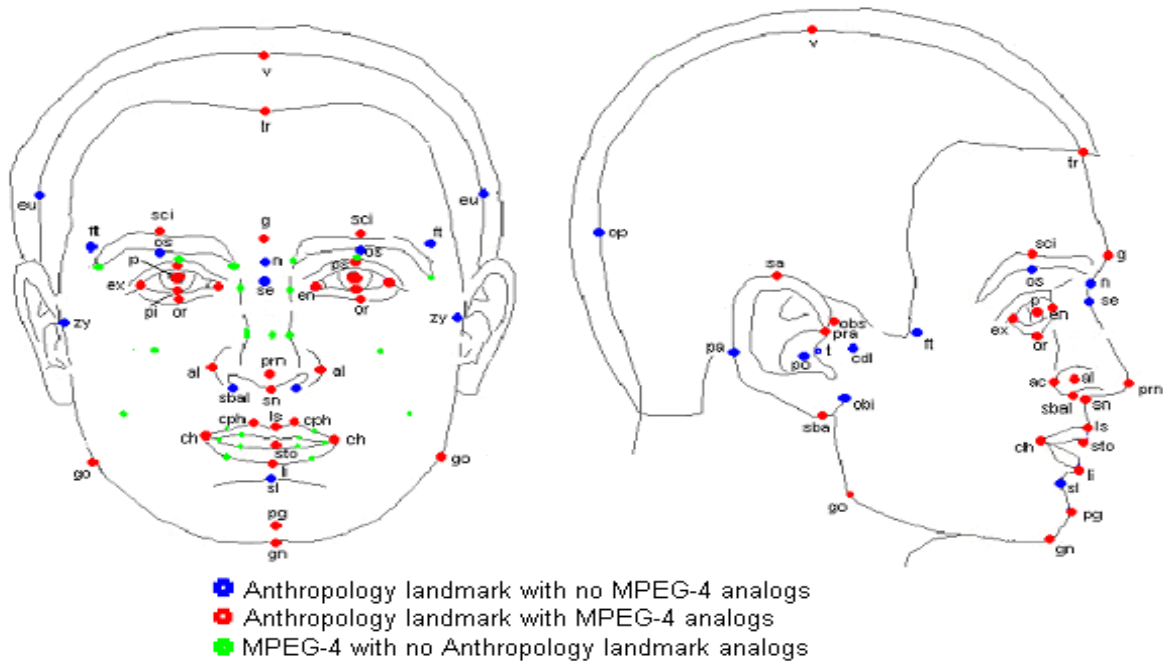 v
tr
eu eu
sci g sci
ft ft
os os
p n ps
ex se en
pi or or
zy zy
al prn al
sbal sn
cph ls cph
ch ch
sto
go li go
sl
pg
gn
v
tr
op
sci g
sa os n
p se
en
obs ex
pra
pa t ft or
po cdl
ac al prn
obi sbal sn
sba ls
ch sto
li
go sl
pg
gn
Anthropology landmark with no MPEG-4 analogs
Anthropology landmark with MPEG-4 analogs
MPEG-4 with no Anthropology landmark analogs